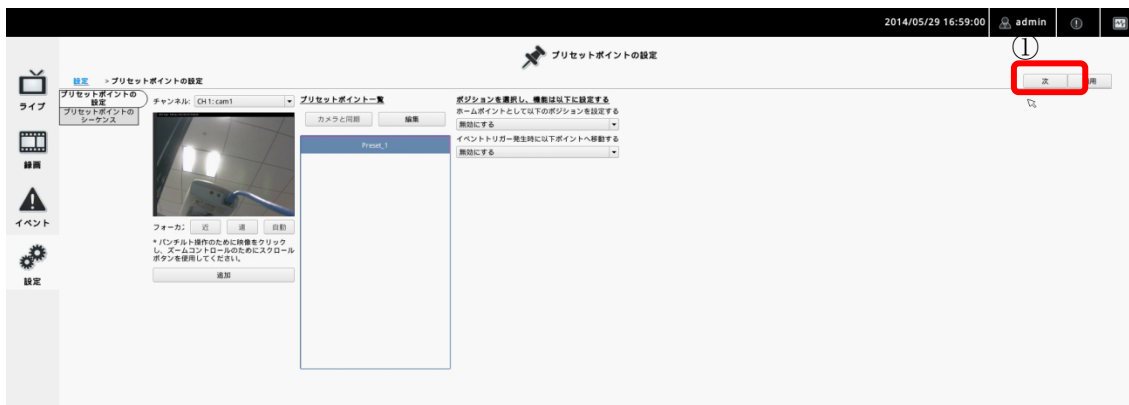 2014/05/29 16:59:00 admin
①
プリセットポイントの設定
設定 » プリセットポイントの設定
次 用
ライブ
録画
イベント
設定
プリセットポイントの
設定
プリセットポイントの
シーケンス
チャンネル: CH1: cam1
フォーカス:
近 遠 自動
* パンチルト操作のために映像をクリック
し、ズームコントロールのためにスクロール
ボタンを使用してください。
追加
プリセットポイント一覧
カメラと同期 編集
Preset_1
ポジションを選択し、機能は以下に設定する
ホームポイントとして以下のポジションを設定する
無効にする
イベントトリガー発生時に以下ポイントへ移動する
無効にする